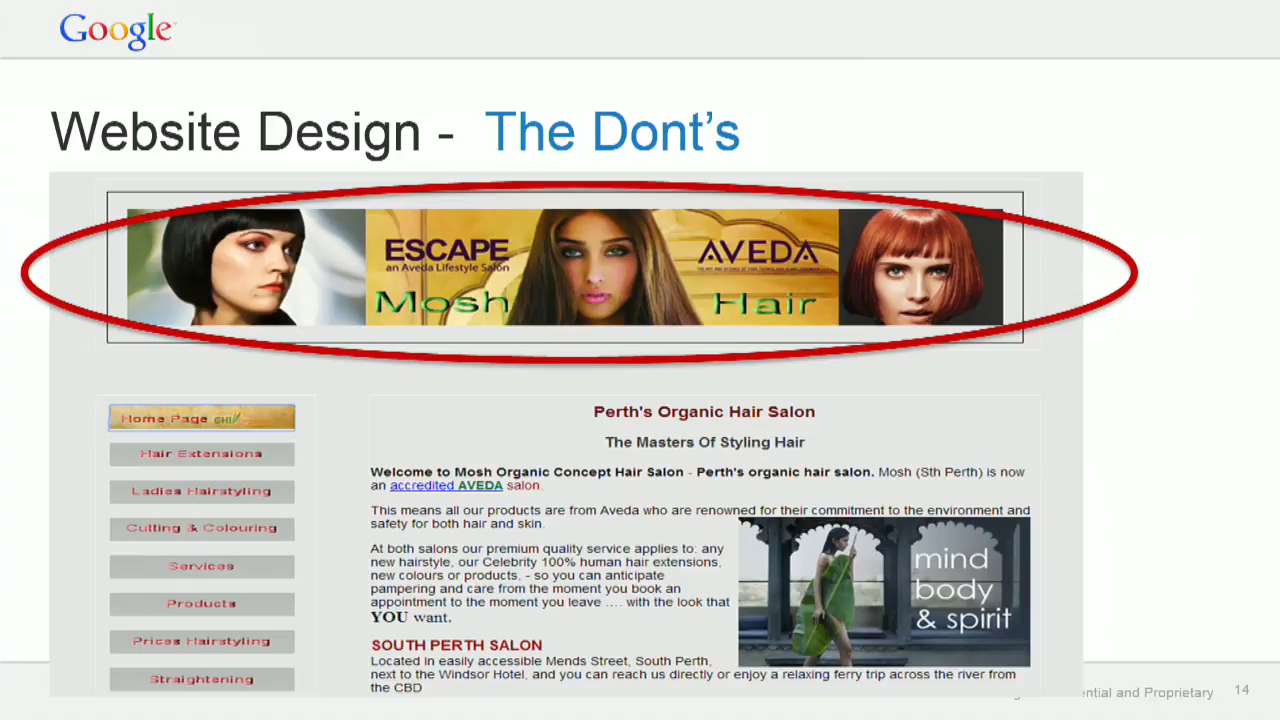 Google
Website Design - The Dont's
ESCAPE
an Aveda Lifestyle Salon
AVEDA
Mosh Hair
Home Page CHI
Hair Extensions
Ladies Hairstyling
Cutting & Colouring
Services
Products
Prices Hairstyling
Straightening
Perth's Organic Hair Salon
The Masters Of Styling Hair
Welcome to Mosh Organic Concept Hair Salon - Perth's organic hair salon. Mosh (Sth Perth) is now
an accredited AVEDA salon.
This means all our products are from Aveda who are renowned for their commitment to the environment and
safety for both hair and skin.
At both salons our premium quality service applies to: any
new hairstyle, our Celebrity 100% human hair extensions,
new colours or products, - so you can anticipate
pampering and care from the moment you book an
appointment to the moment you leave .... with the look that
YOU want.
mind
body
& spirit
SOUTH PERTH SALON
Located in easily accessible Mends Street, South Perth,
next to the Windsor Hotel, and you can reach us directly or enjoy a relaxing ferry trip across the river from
the CBD
ential and Proprietary 14